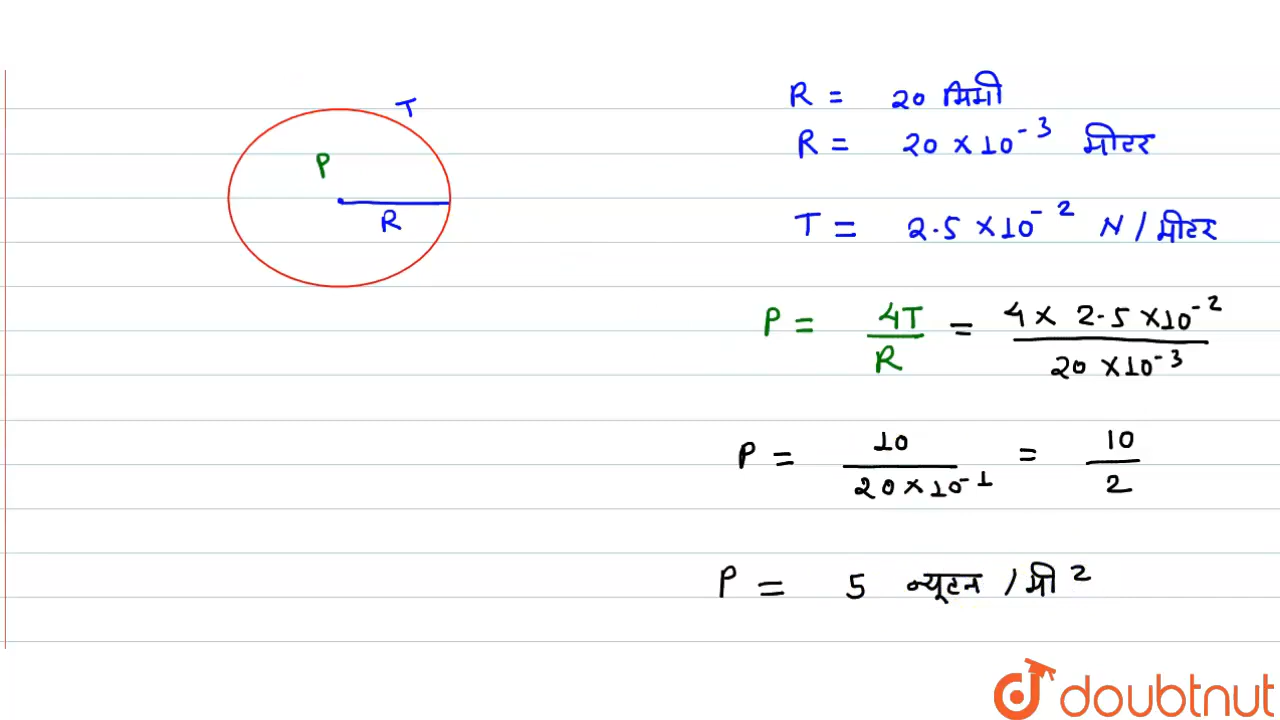 T
P
R
R = 20 मिमी
R = 20 × 10⁻³ मीटर
T = 2.5 × 10⁻² N / मीटर
P = 4T/R = 4 × 2.5 × 10⁻² / 20 × 10⁻³
P = 10 / 20 × 10⁻¹ = 10/2
P = 5 न्यूटन / मी²
doubtnut